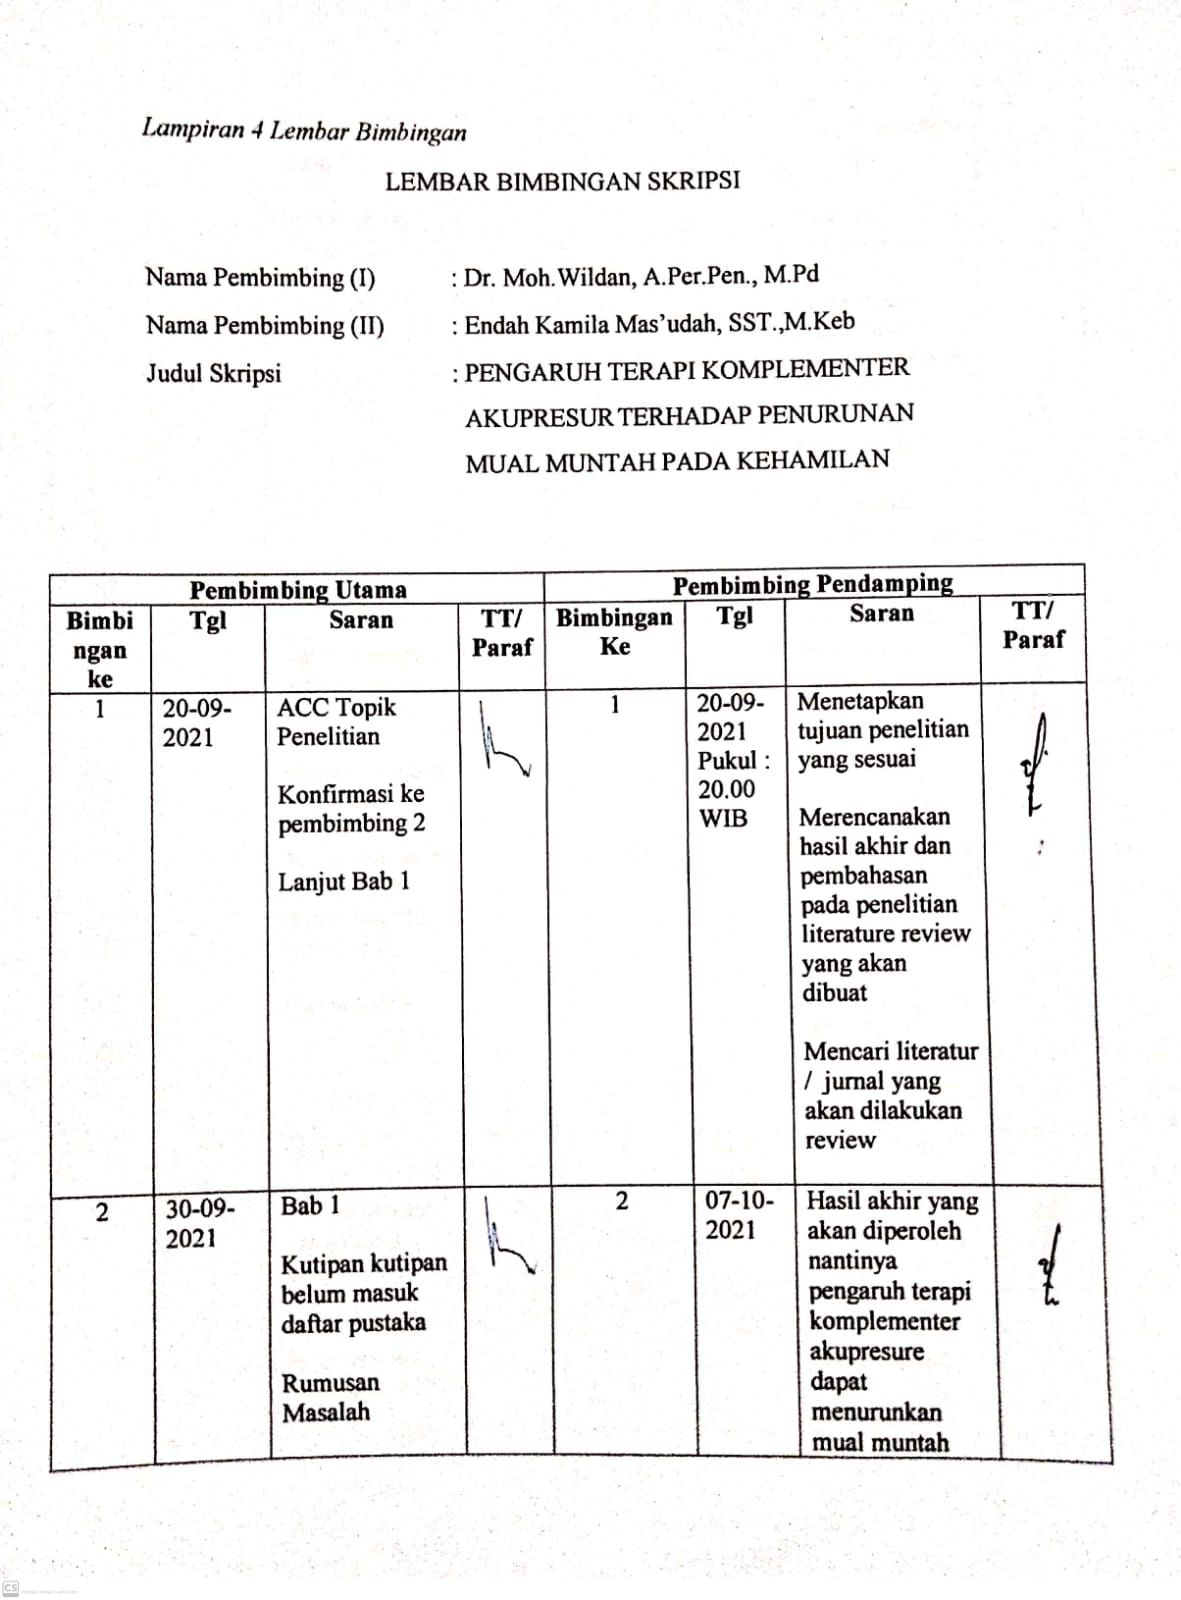 Lampiran 4 Lembar Bimbingan
LEMBAR BIMBINGAN SKRIPSI
Nama Pembimbing (I) : Dr. Moh.Wildan, A.Per.Pen., M.Pd
Nama Pembimbing (II) : Endah Kamila Mas'udah, SST.,M.Keb
Judul Skripsi : PENGARUH TERAPI KOMPLEMENTER
AKUPRESUR TERHADAP PENURUNAN
MUAL MUNTAH PADA KEHAMILAN
Pembimbing Utama
Bimbi
ngan
ke
Tgl
Saran
TT/
Paraf
Pembimbing Pendamping
Bimbingan
Ke
Tgl
Saran
TT/
Paraf
1
20-09-
2021
ACC Topik
Penelitian
Konfirmasi ke
pembimbing 2
Lanjut Bab 1
1
20-09-
2021
Pukul :
20.00
WIB
Menetapkan
tujuan penelitian
yang sesuai
Merencanakan
hasil akhir dan
pembahasan
pada penelitian
literature review
yang akan
dibuat
Mencari literatur
/ jurnal yang
akan dilakukan
review
2
30-09-
2021
Bab 1
Kutipan kutipan
belum masuk
daftar pustaka
Rumusan
Masalah
2
07-10-
2021
Hasil akhir yang
akan diperoleh
nantinya
pengaruh terapi
komplementer
akupresure
dapat
menurunkan
mual muntah
CS